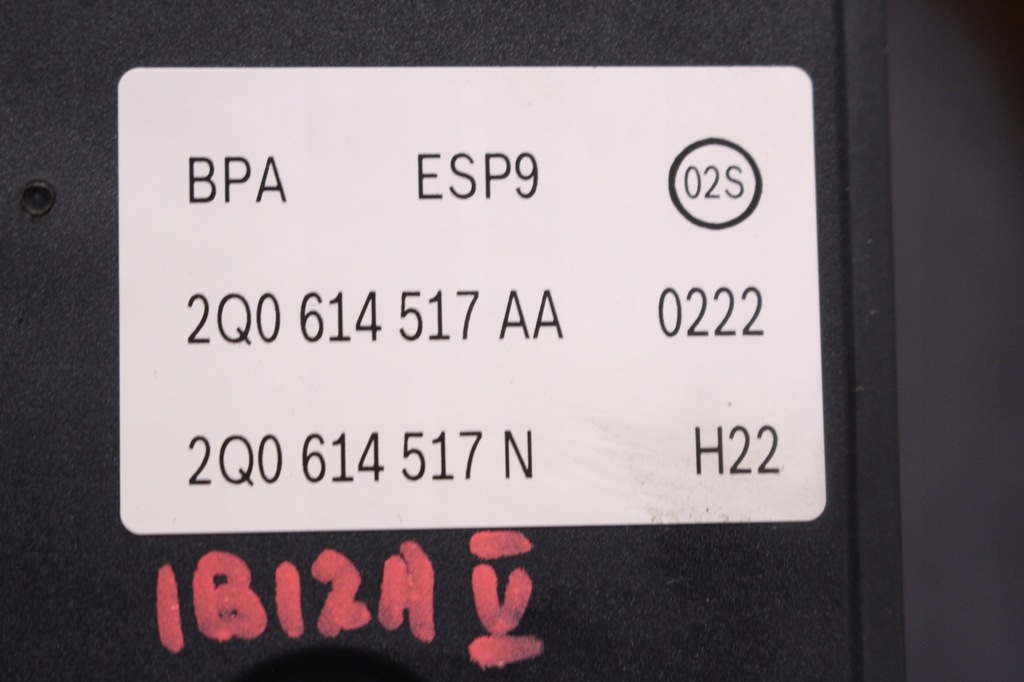 BPA ESP9 02S
2Q0 614 517 AA 0222
2Q0 614 517 N H22
IBIZA V